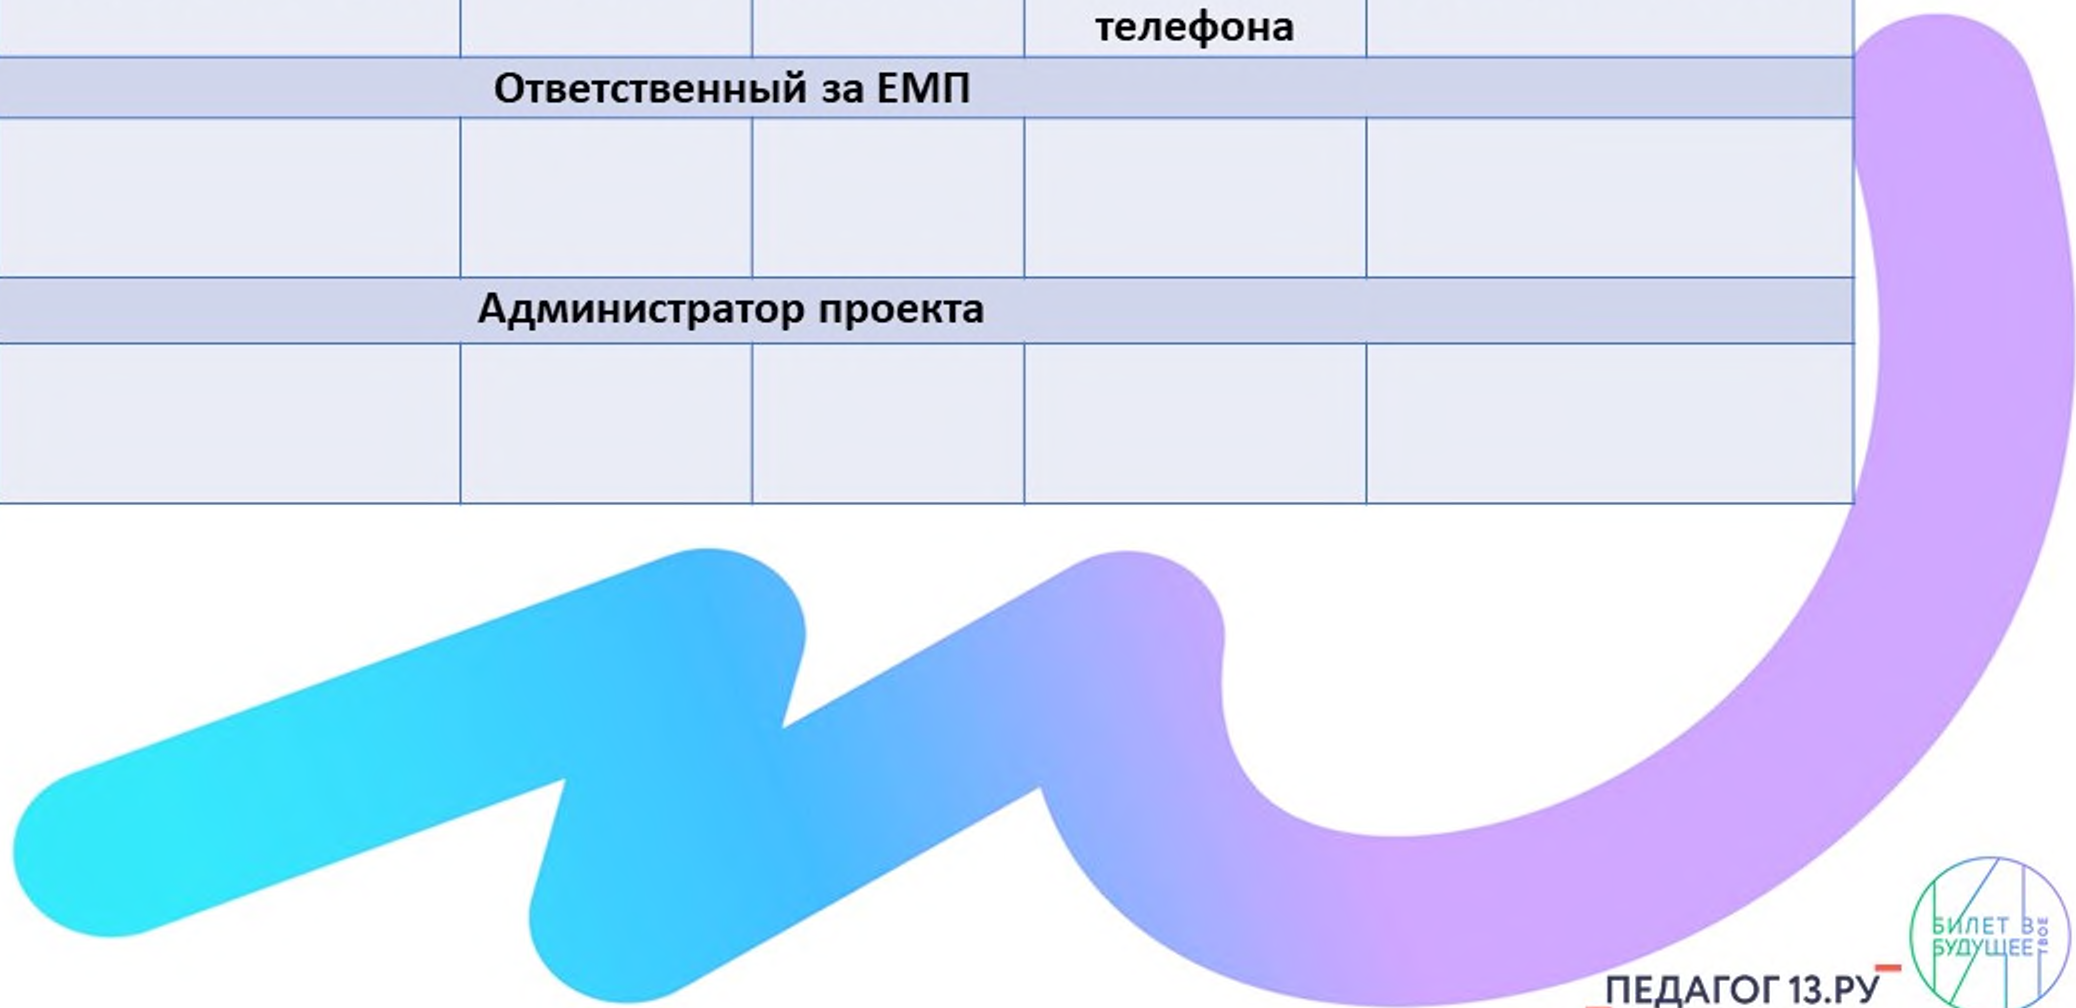 телефона
Ответственный за ЕМП
Администратор проекта
БИЛЕТ В
БУДУЩЕЕ
ТВОЕ
ПЕДАГОГ 13.РУ